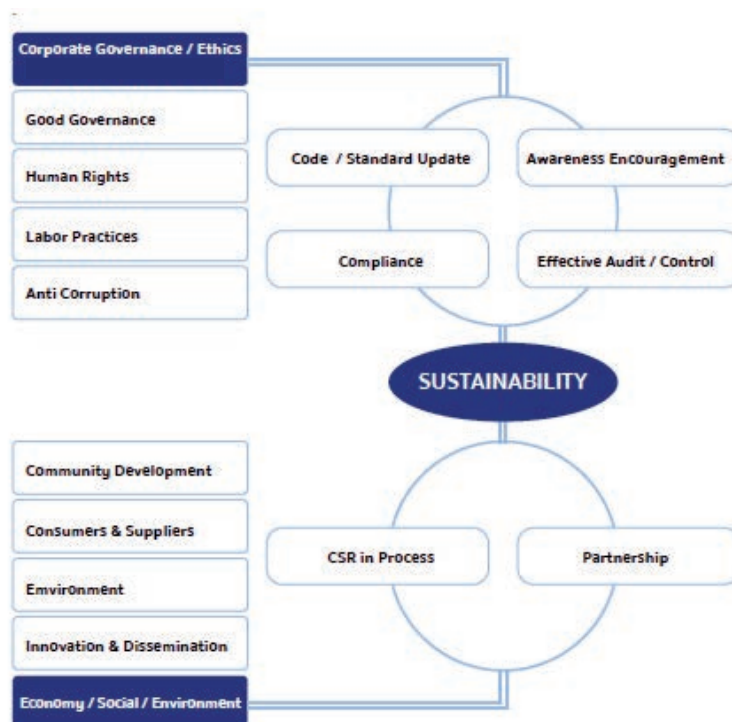 Corporate Governance / Ethics
Good Governance
Human Rights
Labor Practices
Anti Corruption
Code / Standard Update
Awareness Encouragement
Compliance
Effective Audit / Control
SUSTAINABILITY
Community Development
Consumers & Suppliers
Emvironment
Innovation & Dissemination
Economy / Social / Environment
CSR in Process
Partnership